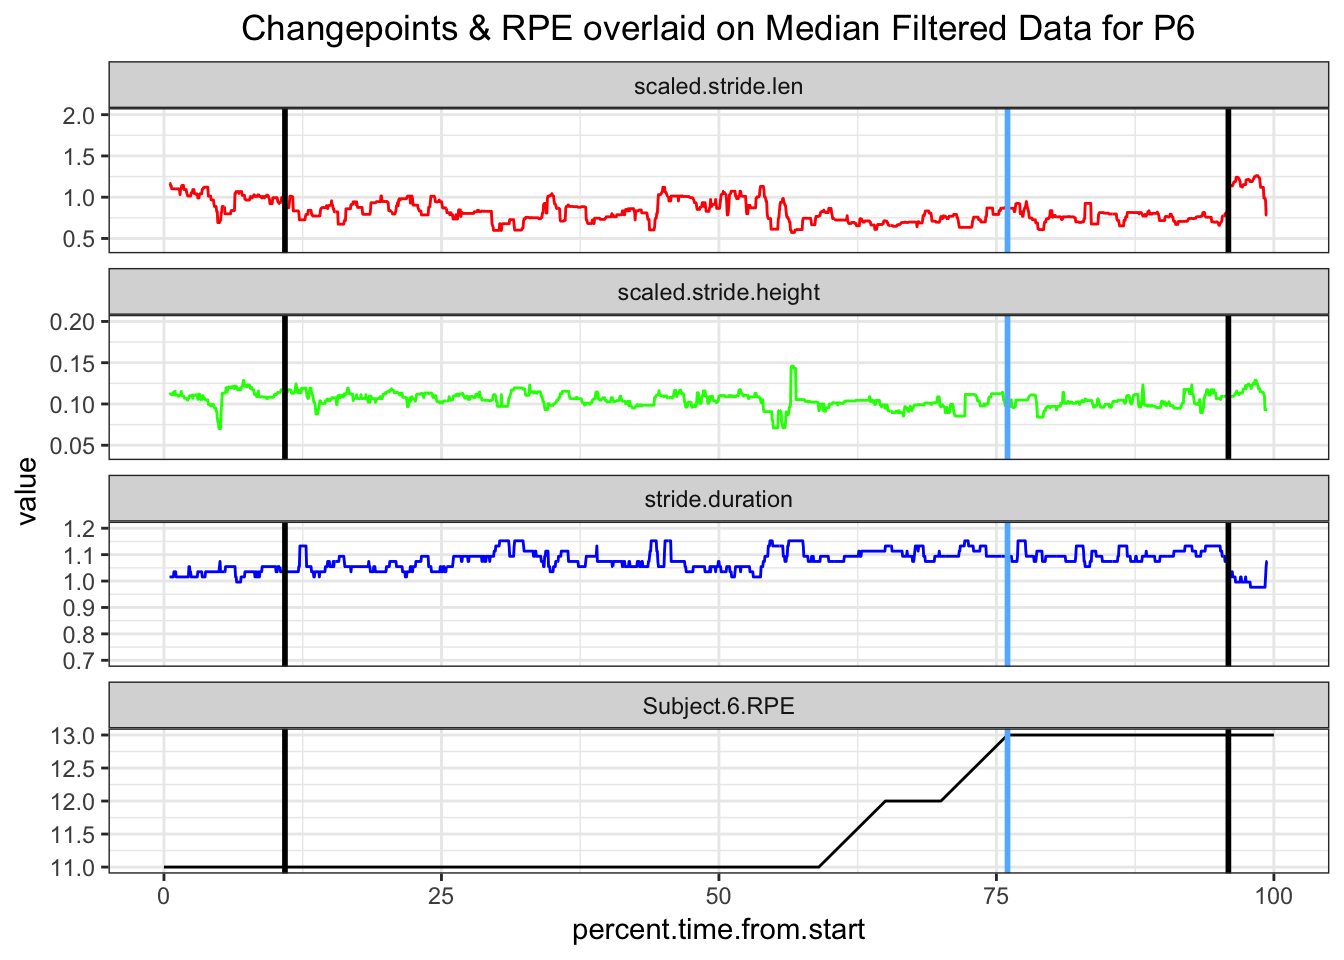 Changepoints & RPE overlaid on Median Filtered Data for P6
scaled.stride.len
2.0
1.5
1.0
0.5
scaled.stride.height
0.20
0.15
0.10
0.05
value
stride.duration
1.2
1.1
1.0
0.9
0.8
0.7
Subject.6.RPE
13.0
12.5
12.0
11.5
11.0
0 25 50 75 100
percent.time.from.start